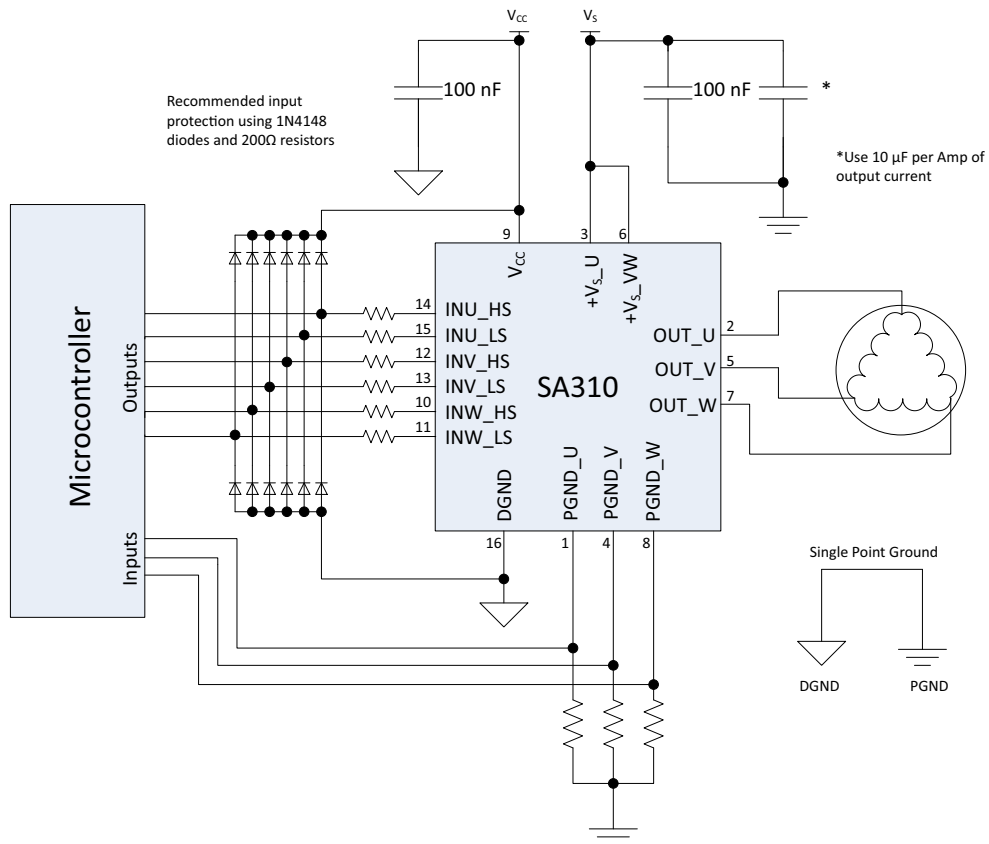 VCC
VS
100 nF
100 nF
*
Recommended input
protection using 1N4148
diodes and 200Ω resistors
*Use 10 µF per Amp of
output current
9
3
6
VCC
+VS_U
+VS_VW
Microcontroller
Outputs
Inputs
14
INU_HS
15
INU_LS
12
INV_HS
13
INV_LS
10
INW_HS
11
INW_LS
SA310
OUT_U
2
OUT_V
5
OUT_W
7
DGND
PGND_U
PGND_V
PGND_W
16
1
4
8
Single Point Ground
DGND
PGND